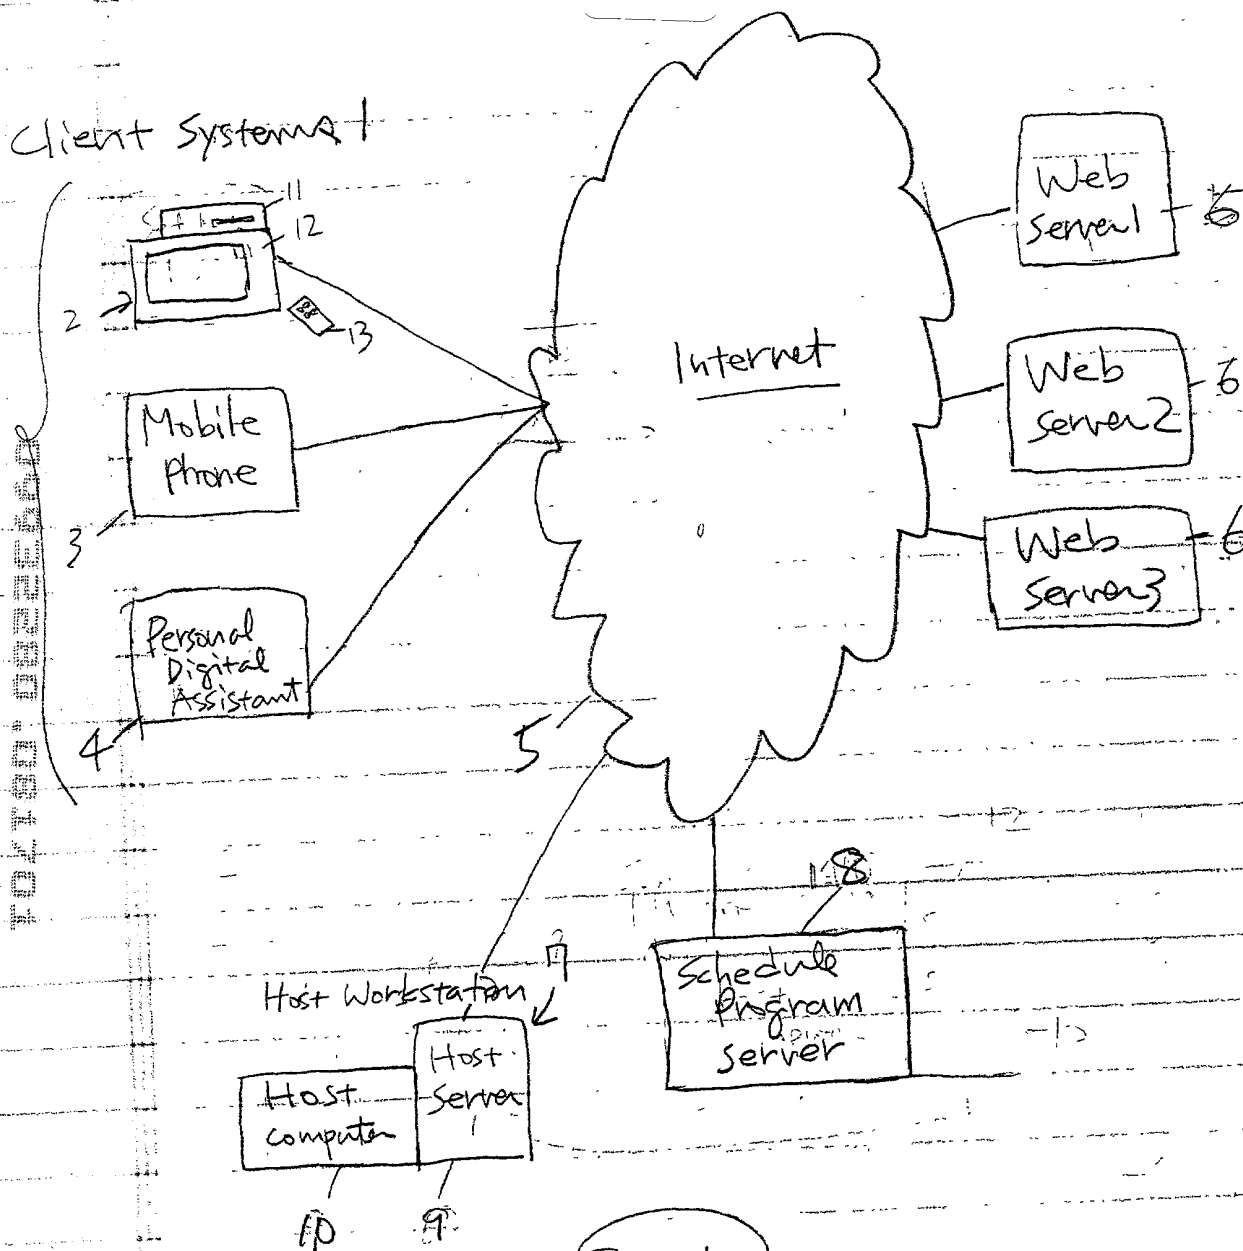 Client Systems 1
11
12
2
13
Mobile
Phone
3
Personal
Digital
Assistant
4
Internet
5
Web
Server1
6
Web
Server2
6
Web
Server3
6
Host Workstation
7
Host
Server
Host
computer
10
9
8
Schedule
Program
Server